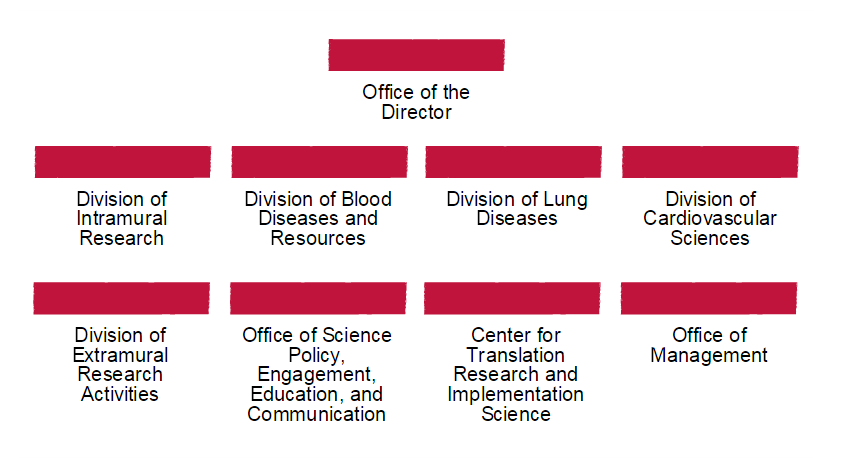 Office of the
Director
Division of
Intramural
Research
Division of Blood
Diseases and
Resources
Division of Lung
Diseases
Division of
Cardiovascular
Sciences
Division of
Extramural
Research
Activities
Office of Science
Policy,
Engagement,
Education, and
Communication
Center for
Translation
Research and
Implementation
Science
Office of
Management